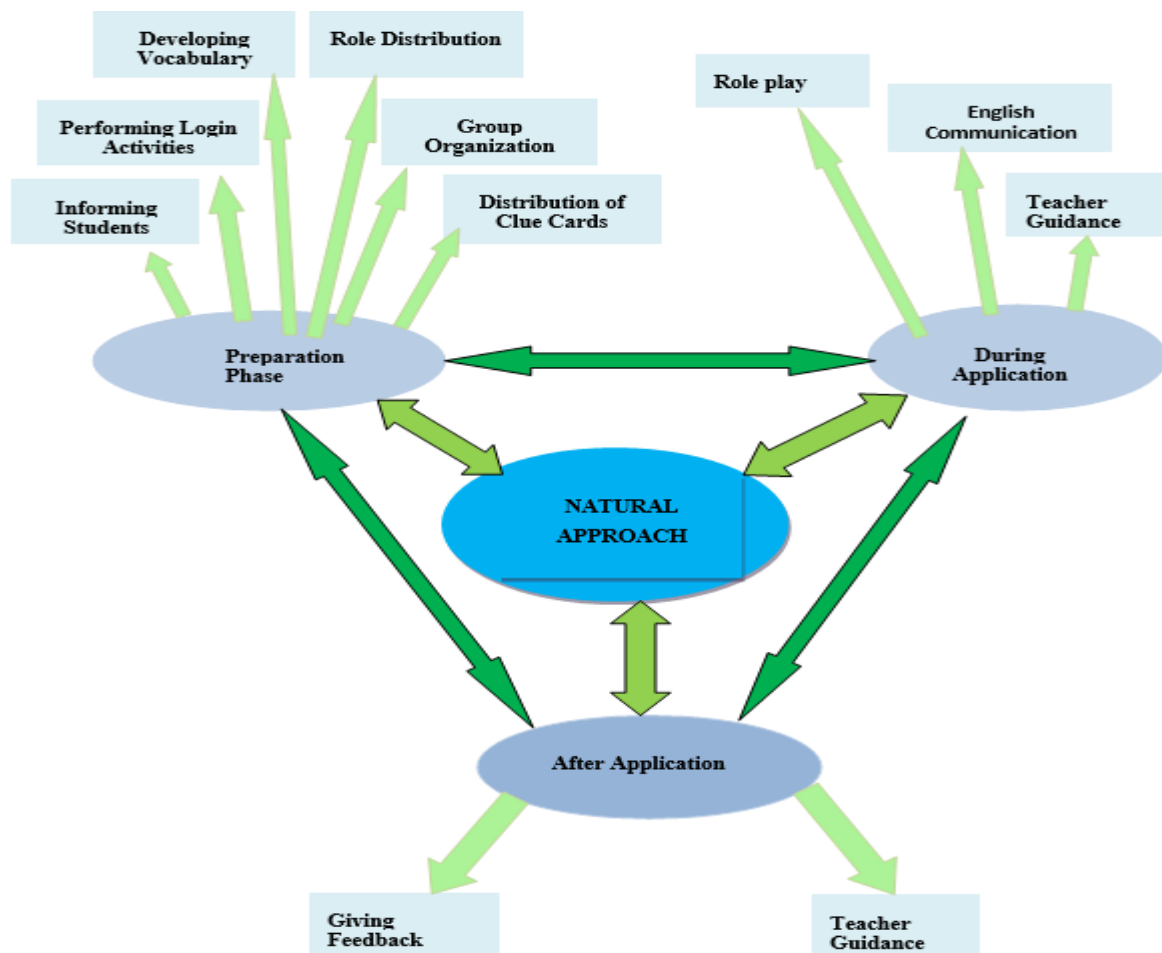 Developing
Vocabulary
Role Distribution
Role play
English
Communication
Performing Login
Activities
Group
Organization
Informing
Students
Distribution of
Clue Cards
Teacher
Guidance
Preparation
Phase
During
Application
NATURAL
APPROACH
After Application
Giving
Feedback
Teacher
Guidance